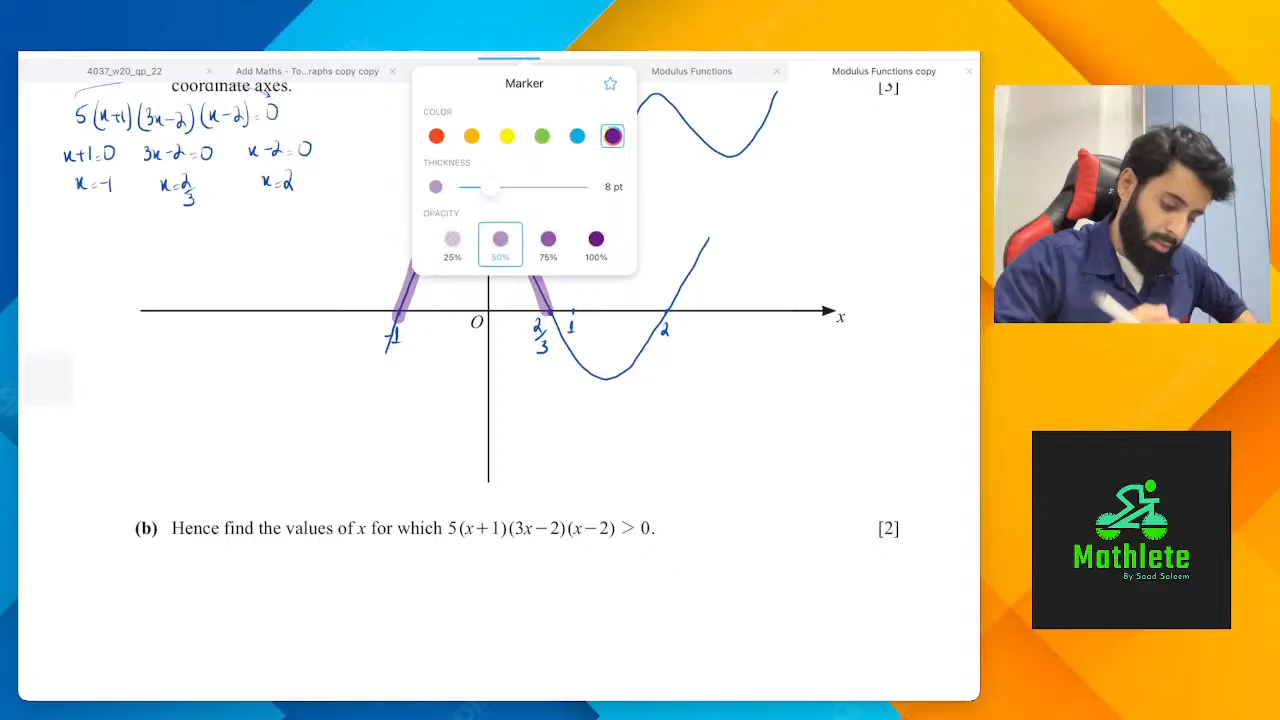 4037_w20_qp_22 × Add Maths - To...raphs copy copy × Modulus Functions × Modulus Functions copy ×
coordinate axes. [3]
5(x+1)(3x-2)(x-2)=0
x+1=0 3x-2=0 x-2=0
x=-1 x=2/3 x=2
Marker
COLOR
THICKNESS
8 pt
OPACITY
25% 50% 75% 100%
-1 O 2/3 1 2 x
(b) Hence find the values of x for which 5(x+1)(3x−2)(x−2) > 0. [2]
Mathlete
By Saad Saleem